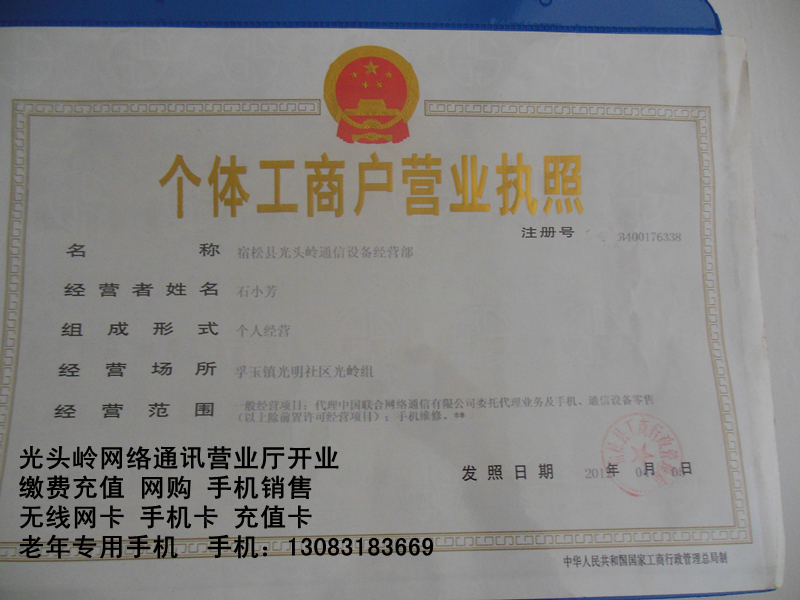 个体工商户营业执照
注册号 3400176338
名称 宿松县光头岭通信设备经营部
经营者姓名 石小芳
组成形式 个人经营
经营场所 孚玉镇光明社区光岭组
经营范围 一般经营项目：代理中国联合网络通信有限公司委托代理业务及手机、通信设备零售
（以上除前置许可经营项目）；手机维修。**
发照日期 年 月 日
光头岭网络通讯营业厅开业
缴费充值 网购 手机销售
无线网卡 手机卡 充值卡
老年专用手机 手机：13083183669
中华人民共和国国家工商行政管理总局制